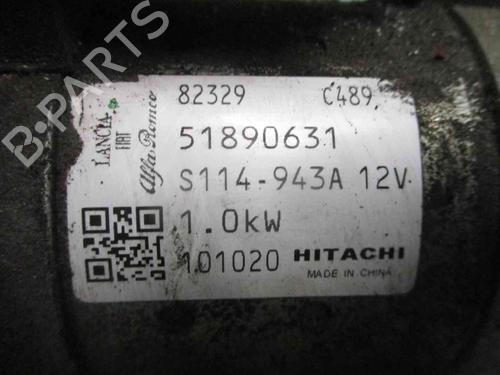 82329 C489
51890631
S114-943A 12V
1.0kW
101020 HITACHI
MADE IN CHINA
LANCIA
FIAT
Alfa Romeo
B-PARTS